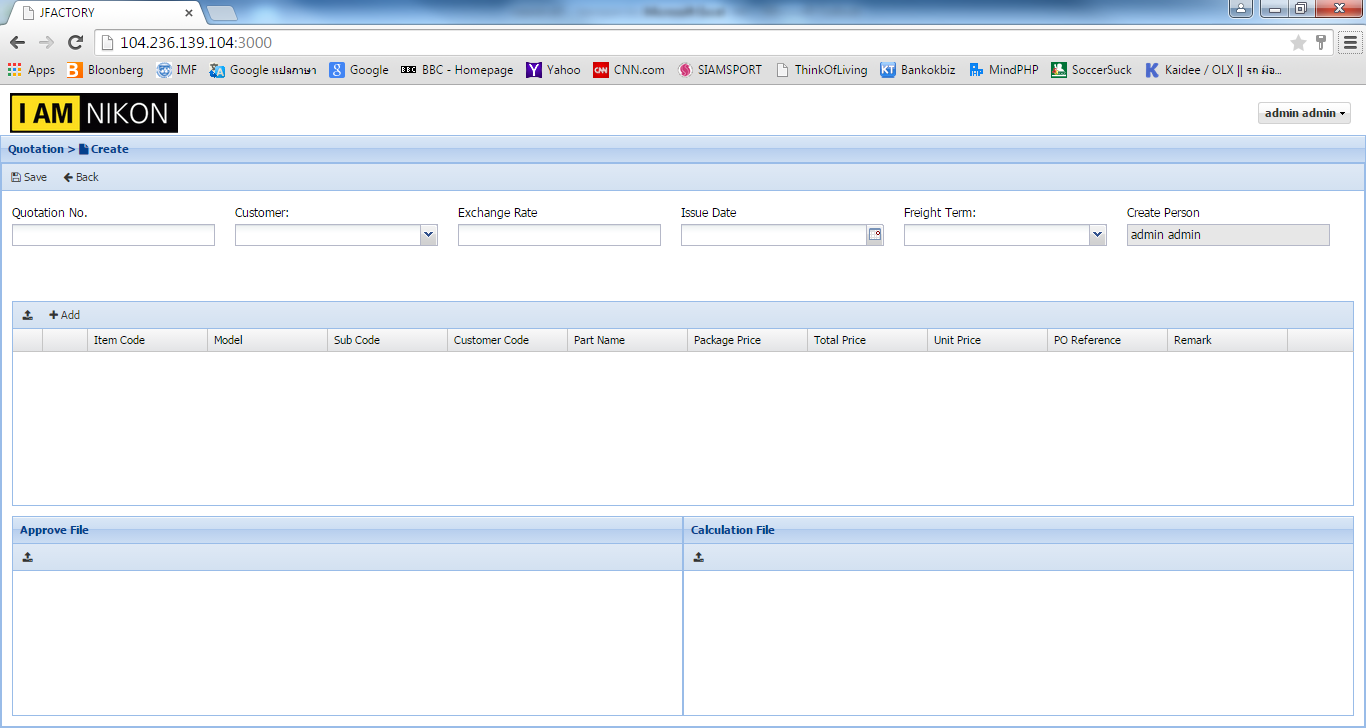 JFACTORY
104.236.139.104:3000
Apps Bloomberg IMF Google แปลภาษา Google BBC - Homepage Yahoo CNN.com SIAMSPORT ThinkOfLiving Bankokbiz MindPHP SoccerSuck Kaidee / OLX || รถ มือ...
I AM NIKON
admin admin
Quotation > Create
Save Back
Quotation No. Customer: Exchange Rate Issue Date Freight Term: Create Person
admin admin
Add
Item Code Model Sub Code Customer Code Part Name Package Price Total Price Unit Price PO Reference Remark
Approve File Calculation File